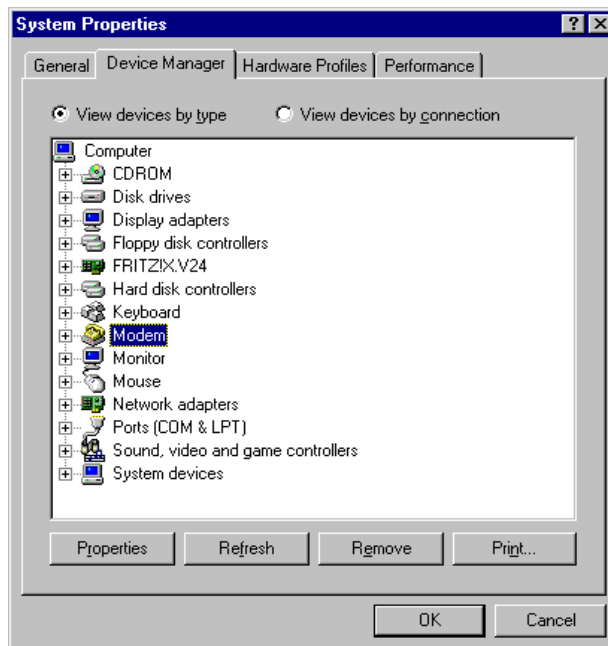 System Properties
General Device Manager Hardware Profiles Performance
View devices by type View devices by connection
Computer
CDROM
Disk drives
Display adapters
Floppy disk controllers
FRITZ!X.V24
Hard disk controllers
Keyboard
Modem
Monitor
Mouse
Network adapters
Ports (COM & LPT)
Sound, video and game controllers
System devices
Properties Refresh Remove Print...
OK Cancel